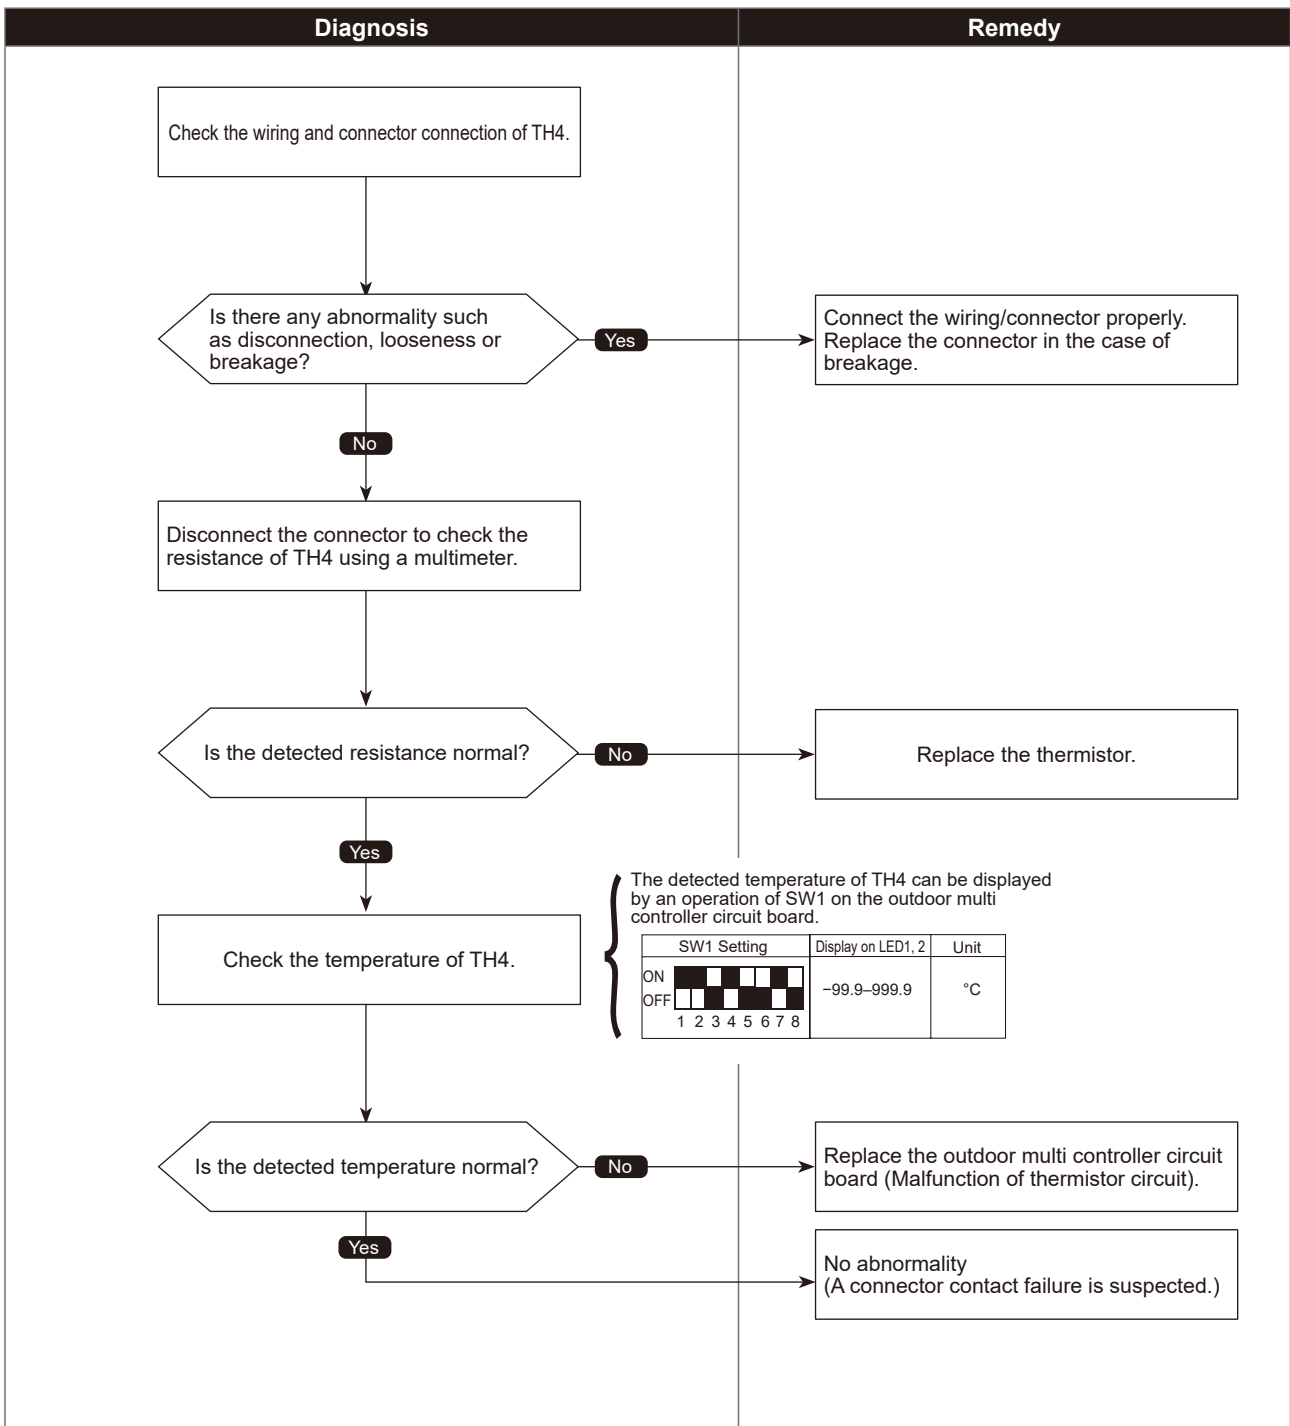 Diagnosis
Remedy
Check the wiring and connector connection of TH4.
Is there any abnormality such
as disconnection, looseness or
breakage?
Yes
Connect the wiring/connector properly.
Replace the connector in the case of
breakage.
No
Disconnect the connector to check the
resistance of TH4 using a multimeter.
Is the detected resistance normal?
No
Replace the thermistor.
Yes
Check the temperature of TH4.
The detected temperature of TH4 can be displayed
by an operation of SW1 on the outdoor multi
controller circuit board.
SW1 Setting
Display on LED1, 2
Unit
ON
OFF
1 2 3 4 5 6 7 8
−99.9–999.9
°C
Is the detected temperature normal?
No
Replace the outdoor multi controller circuit
board (Malfunction of thermistor circuit).
Yes
No abnormality
(A connector contact failure is suspected.)